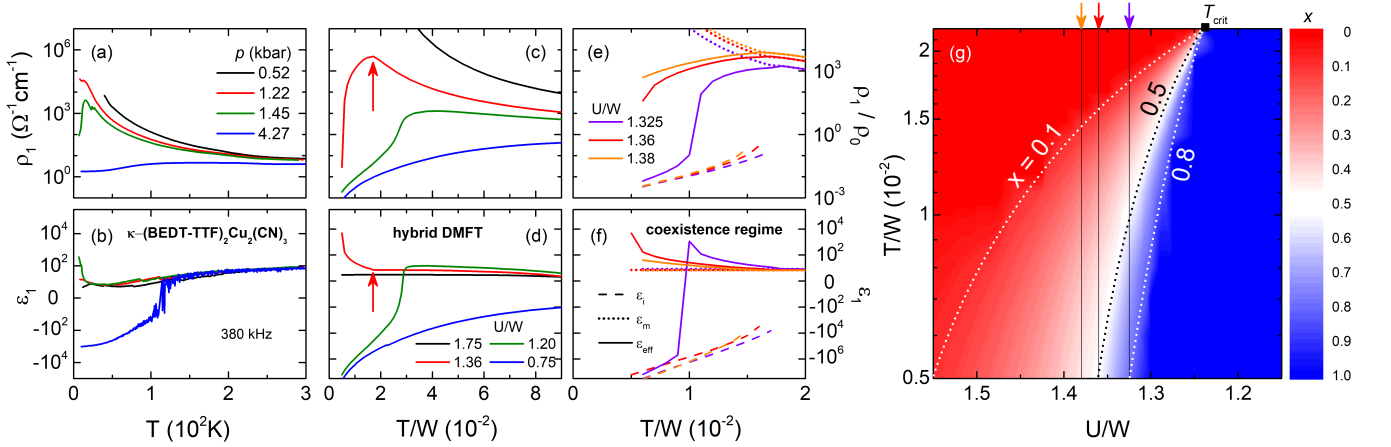 (a)
p (kbar)
0.52
1.22
1.45
4.27
10⁶
10³
10⁰
ρ₁ (Ω⁻¹cm⁻¹)
(b)
κ–(BEDT-TTF)₂Cu₂(CN)₃
380 kHz
10⁴
10²
0
-10²
-10⁴
ε₁
0
1
2
3
T (10²K)
(c)
(d)
hybrid DMFT
U/W
1.75
1.36
1.20
0.75
0
2
4
6
8
T/W (10⁻²)
(e)
U/W
1.325
1.36
1.38
10³
10⁰
10⁻³
ρ₁ / ρ₀
(f)
coexistence regime
εᵢ
εₘ
ε_eff
10⁴
10²
0
10²
-10⁴
10⁶
ε₁
0
1
2
T/W (10⁻²)
(g)
T_crit
x = 0.1
0.5
0.8
2
1.5
1
0.5
T/W (10⁻²)
1.5
1.4
1.3
1.2
U/W
x
0
0.1
0.2
0.3
0.4
0.5
0.6
0.7
0.8
0.9
1.0